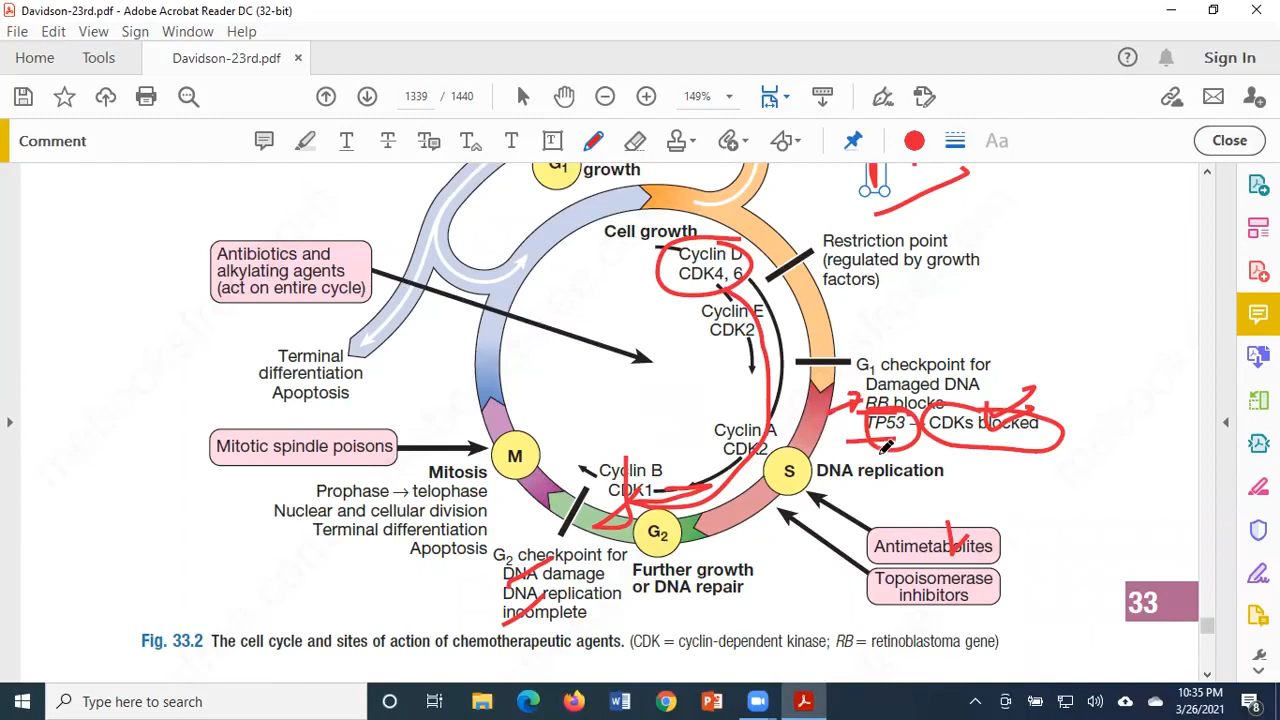 Davidson-23rd.pdf - Adobe Acrobat Reader DC (32-bit)
File Edit View Sign Window Help
Home Tools Davidson-23rd.pdf × Sign In
1339 / 1440 149%
Comment Close
G1
growth
Cell growth
Cyclin D
CDK4, 6
Cyclin E
CDK2
Restriction point
(regulated by growth
factors)
Antibiotics and
alkylating agents
(act on entire cycle)
Terminal
differentiation
Apoptosis
G1 checkpoint for
Damaged DNA
RB blocks
TP53 – CDKs blocked
Cyclin A
CDK2
Mitotic spindle poisons
M
Cyclin B
CDK1
S
DNA replication
Mitosis
Prophase → telophase
Nuclear and cellular division
Terminal differentiation
Apoptosis
G2
G2 checkpoint for
DNA damage
DNA replication
incomplete
Further growth
or DNA repair
Antimetabolites
Topoisomerase
inhibitors
33
Fig. 33.2 The cell cycle and sites of action of chemotherapeutic agents. (CDK = cyclin-dependent kinase; RB = retinoblastoma gene)
Type here to search
10:35 PM
3/26/2021
8